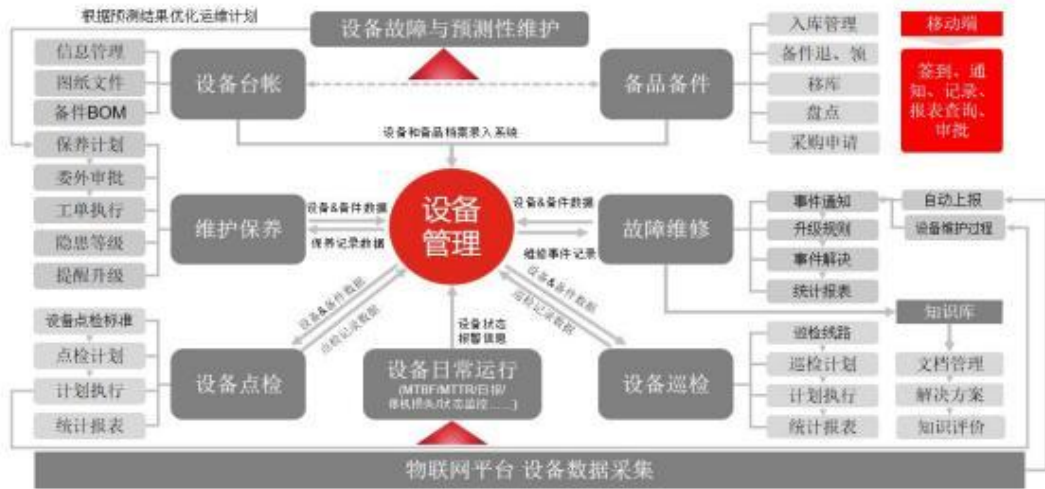 根据预测结果优化运维计划
设备故障与预测性维护
信息管理
图纸文件
备件BOM
设备台帐
备品备件
入库管理
备件退、领
移库
盘点
采购申请
移动端
签到、通
知、记录、
报表查询、
审批
设备和备品档案录入系统
保养计划
委外审批
工单执行
隐患等级
提醒升级
维护保养
设备&备件数据
保养记录数据
设备
管理
设备&备件数据
维修事件记录
故障维修
事件通知
升级规则
事件解决
统计报表
自动上报
设备维护过程
知识库
文档管理
解决方案
知识评价
设备点检标准
点检计划
计划执行
统计报表
设备点检
设备&备件数据
点检记录数据
设备状态
报警信息
设备日常运行
(MTBF/MTTR/日报/
停机损失/状态监控……)
设备&备件数据
巡检记录数据
设备巡检
巡检线路
巡检计划
计划执行
统计报表
物联网平台 设备数据采集